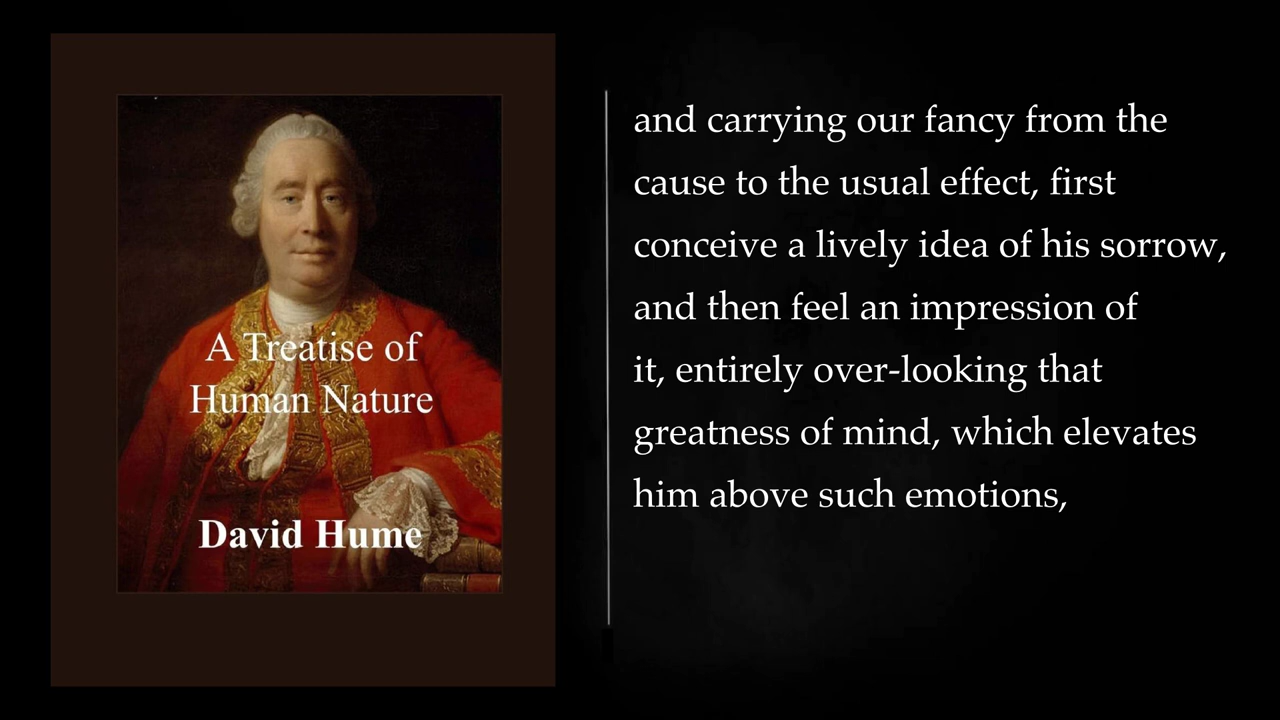 A Treatise of
Human Nature
David Hume
and carrying our fancy from the
cause to the usual effect, first
conceive a lively idea of his sorrow,
and then feel an impression of
it, entirely over-looking that
greatness of mind, which elevates
him above such emotions,